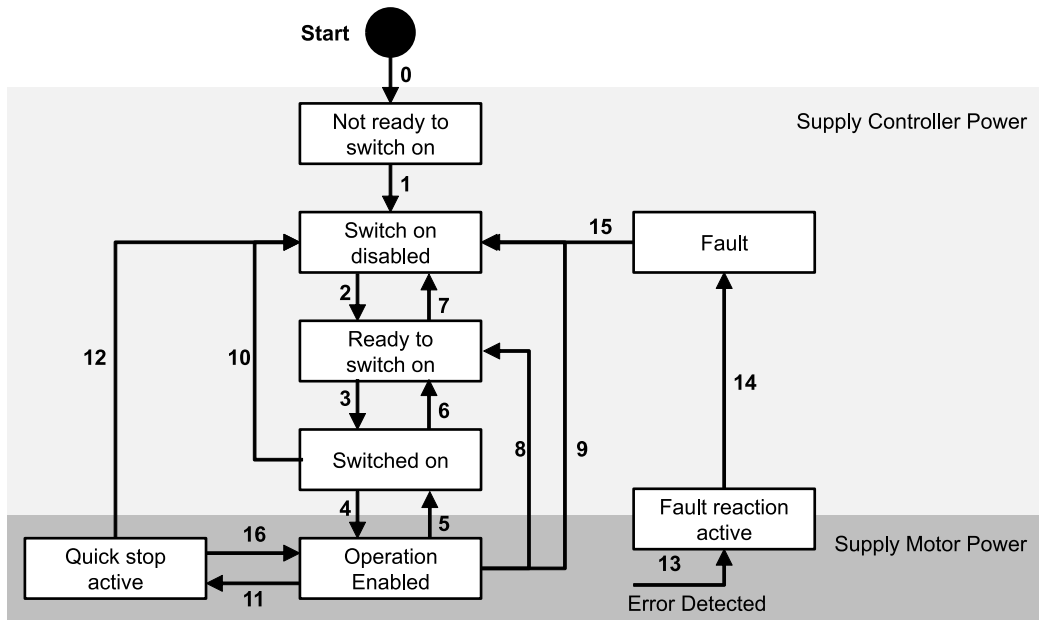 Start
0
Not ready to
switch on
Supply Controller Power
1
Switch on
disabled
15
Fault
2
7
Ready to
switch on
12
10
14
3
6
8
9
Switched on
4
5
Fault reaction
active
16
Supply Motor Power
Quick stop
active
Operation
Enabled
13
11
Error Detected